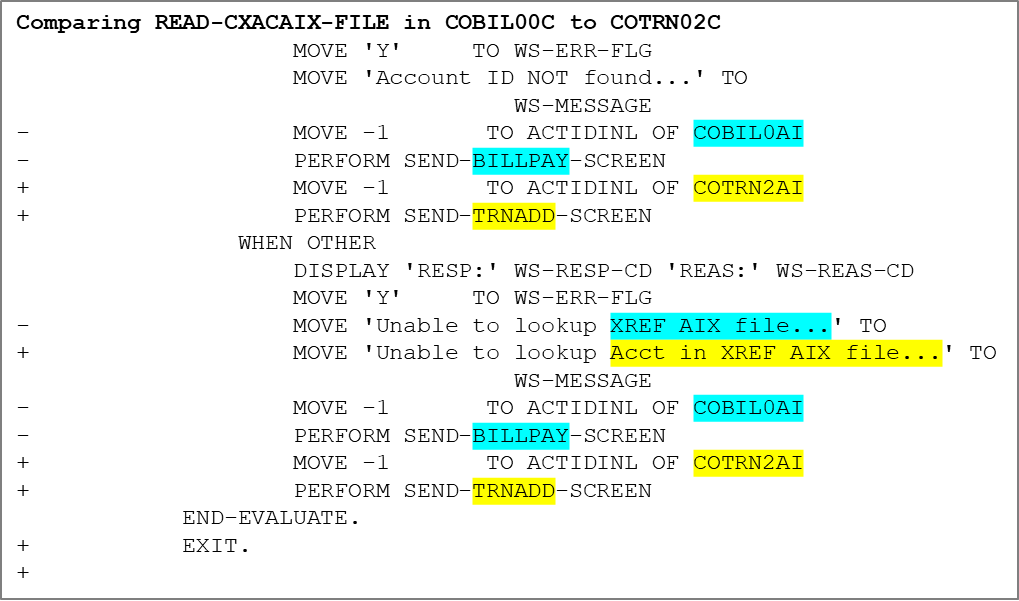 Comparing READ-CXACAIX-FILE in COBIL00C to COTRN02C
                    MOVE 'Y'     TO WS-ERR-FLG
                    MOVE 'Account ID NOT found...' TO
                                    WS-MESSAGE
-                   MOVE -1       TO ACTIDINL OF COBIL0AI
-                   PERFORM SEND-BILLPAY-SCREEN
+                   MOVE -1       TO ACTIDINL OF COTRN2AI
+                   PERFORM SEND-TRNADD-SCREEN
                WHEN OTHER
                    DISPLAY 'RESP:' WS-RESP-CD 'REAS:' WS-REAS-CD
                    MOVE 'Y'     TO WS-ERR-FLG
-                   MOVE 'Unable to lookup XREF AIX file...' TO
+                   MOVE 'Unable to lookup Acct in XREF AIX file...' TO
                                    WS-MESSAGE
-                   MOVE -1       TO ACTIDINL OF COBIL0AI
-                   PERFORM SEND-BILLPAY-SCREEN
+                   MOVE -1       TO ACTIDINL OF COTRN2AI
+                   PERFORM SEND-TRNADD-SCREEN
            END-EVALUATE.
+           EXIT.
+